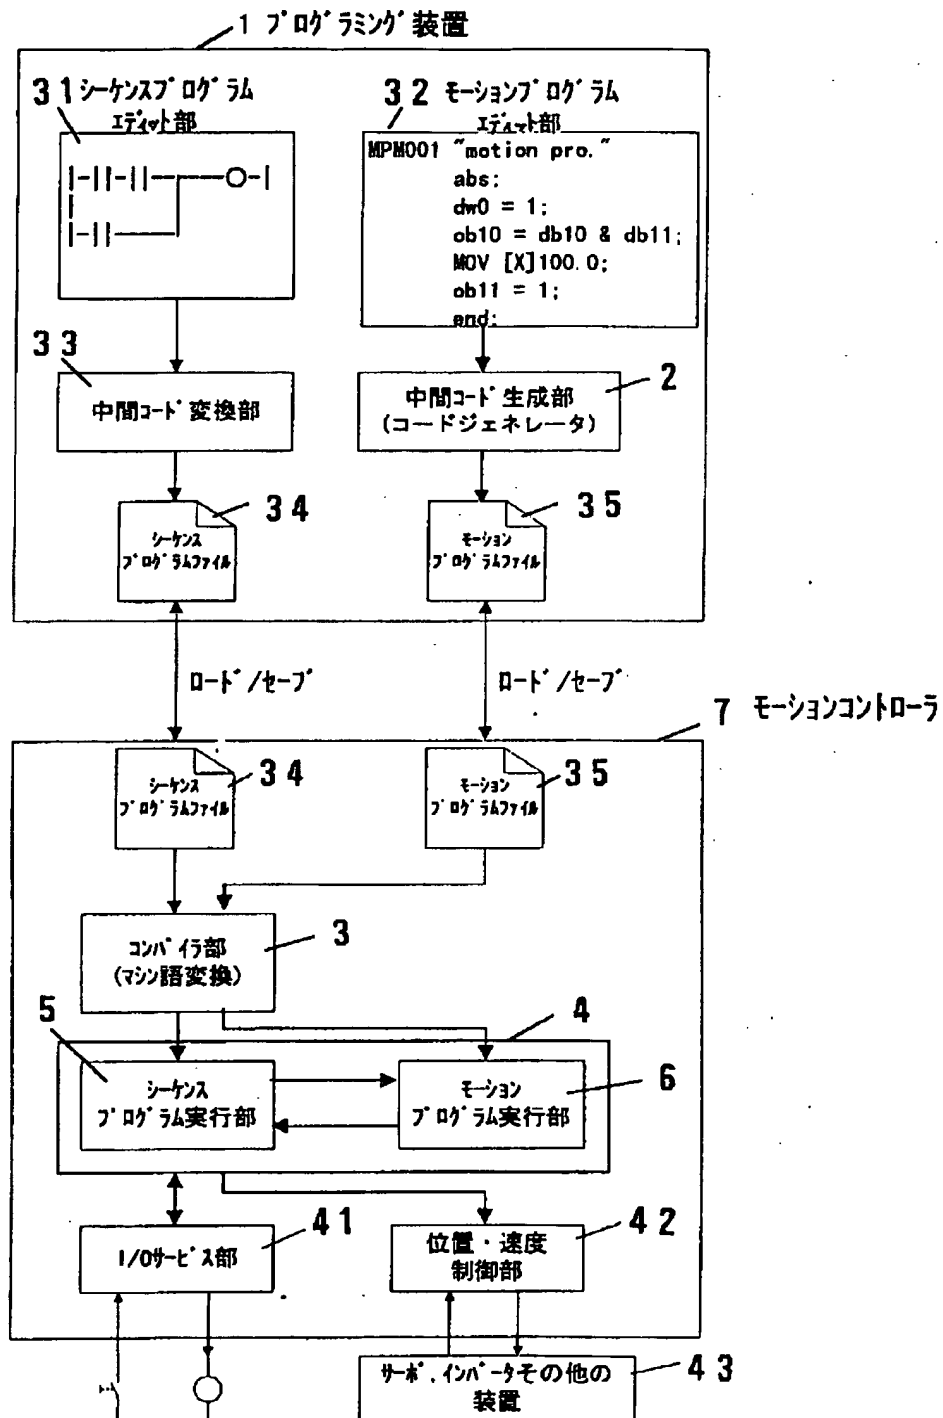 1 プログラミング装置
31 シーケンスプログラム
エディット部
32 モーションプログラム
エディット部
MPM001 "motion pro."
abs;
dw0 = 1;
ob10 = db10 & db11;
MOV [X]100.0;
ob11 = 1;
end;
33
中間コード変換部
2
中間コード生成部
(コードジェネレータ)
34
シーケンス
プログラムファイル
35
モーション
プログラムファイル
ロード/セーブ
ロード/セーブ
7 モーションコントローラ
34
シーケンス
プログラムファイル
35
モーション
プログラムファイル
3
コンパイラ部
(マシン語変換)
4
5
シーケンス
プログラム実行部
6
モーション
プログラム実行部
41
I/Oサービス部
42
位置・速度
制御部
43
サーボ、インバータその他の
装置